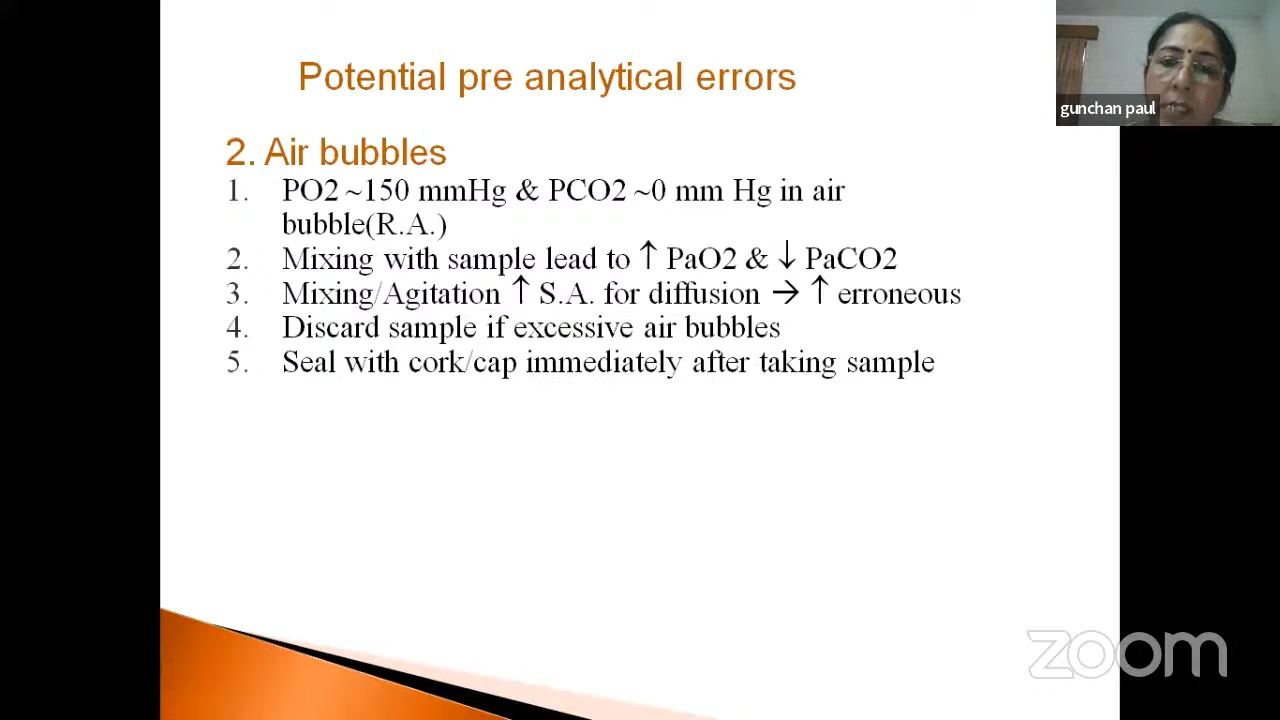 Potential pre analytical errors
gunchan paul
2. Air bubbles
1. PO2 ~150 mmHg & PCO2 ~0 mm Hg in air
bubble(R.A.)
2. Mixing with sample lead to ↑ PaO2 & ↓ PaCO2
3. Mixing/Agitation ↑ S.A. for diffusion → ↑ erroneous
4. Discard sample if excessive air bubbles
5. Seal with cork/cap immediately after taking sample
zoom